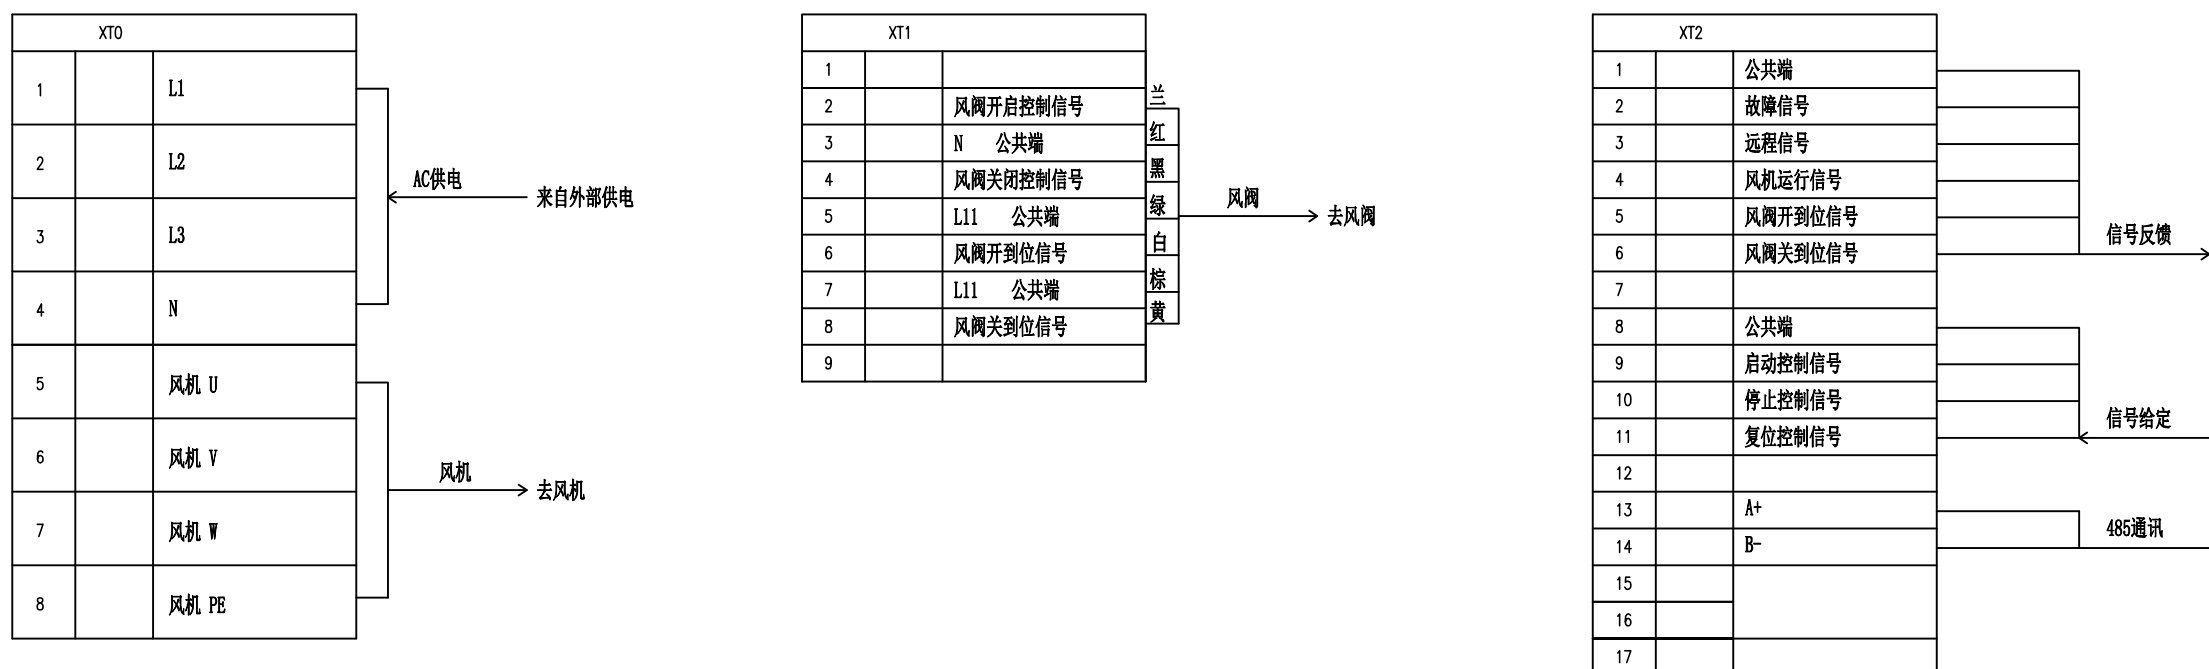 XT0
1 L1
2 L2
3 L3
4 N
5 风机 U
6 风机 V
7 风机 W
8 风机 PE
AC供电
来自外部供电
风机
去风机
XT1
1
2 风阀开启控制信号
3 N 公共端
4 风阀关闭控制信号
5 L11 公共端
6 风阀开到位信号
7 L11 公共端
8 风阀关到位信号
9
兰
红
黑
绿
白
棕
黄
风阀
去风阀
XT2
1 公共端
2 故障信号
3 远程信号
4 风机运行信号
5 风阀开到位信号
6 风阀关到位信号
7
8 公共端
9 启动控制信号
10 停止控制信号
11 复位控制信号
12
13 A+
14 B-
15
16
17
信号反馈
信号给定
485通讯